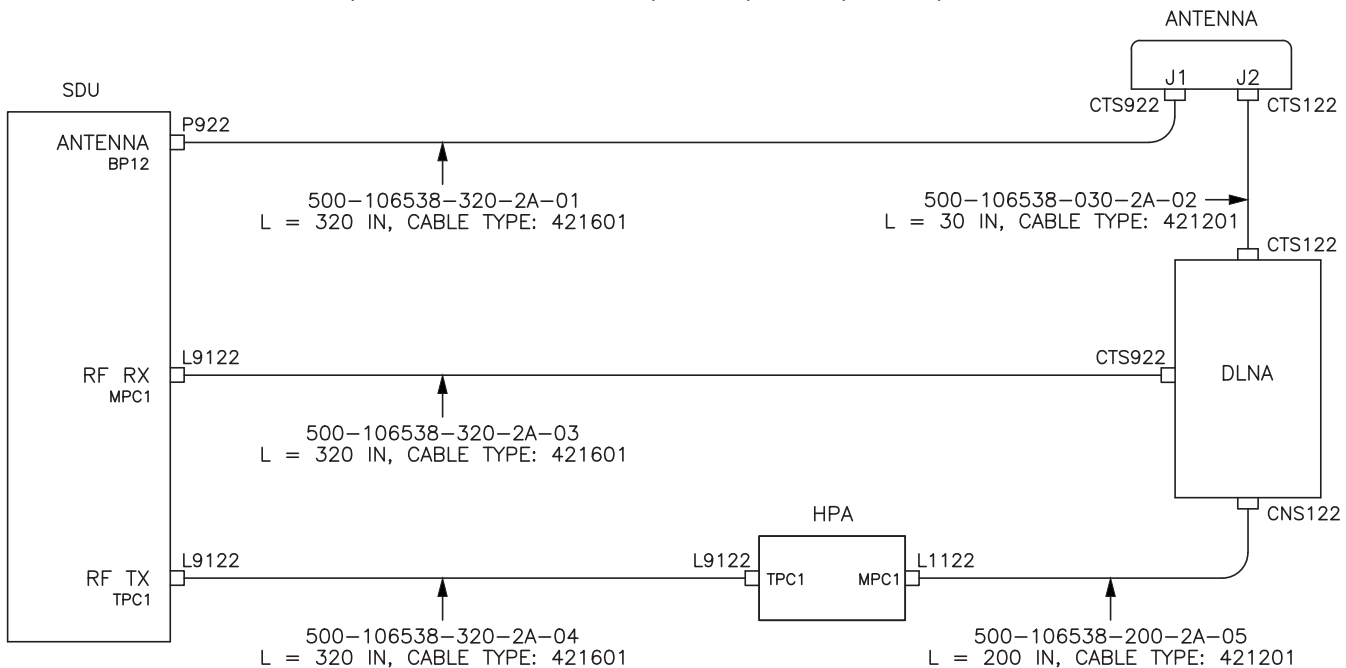 ANTENNA
J1 J2
SDU
CTS922 CTS122
P922
ANTENNA
BP12
500-106538-320-2A-01
L = 320 IN, CABLE TYPE: 421601
500-106538-030-2A-02
L = 30 IN, CABLE TYPE: 421201
CTS122
L9122
CTS922
RF RX
MPC1
DLNA
500-106538-320-2A-03
L = 320 IN, CABLE TYPE: 421601
HPA
CNS122
L9122
L9122
L1122
RF TX
TPC1
TPC1 MPC1
500-106538-320-2A-04
L = 320 IN, CABLE TYPE: 421601
500-106538-200-2A-05
L = 200 IN, CABLE TYPE: 421201